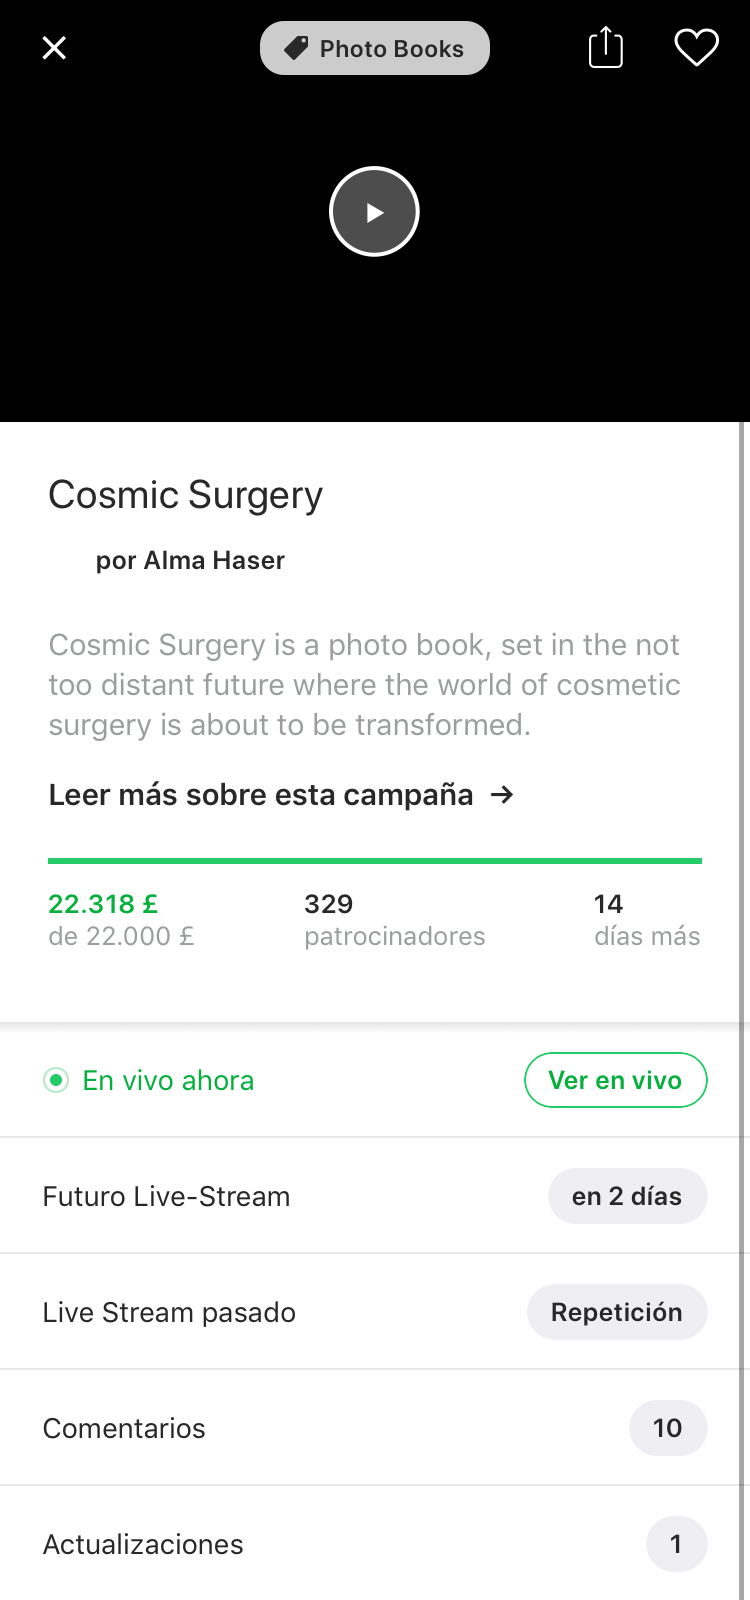 Photo Books
Cosmic Surgery
por Alma Haser
Cosmic Surgery is a photo book, set in the not
too distant future where the world of cosmetic
surgery is about to be transformed.
Leer más sobre esta campaña →
22.318 £
de 22.000 £
329
patrocinadores
14
días más
En vivo ahora
Ver en vivo
Futuro Live-Stream
en 2 días
Live Stream pasado
Repetición
Comentarios
10
Actualizaciones
1